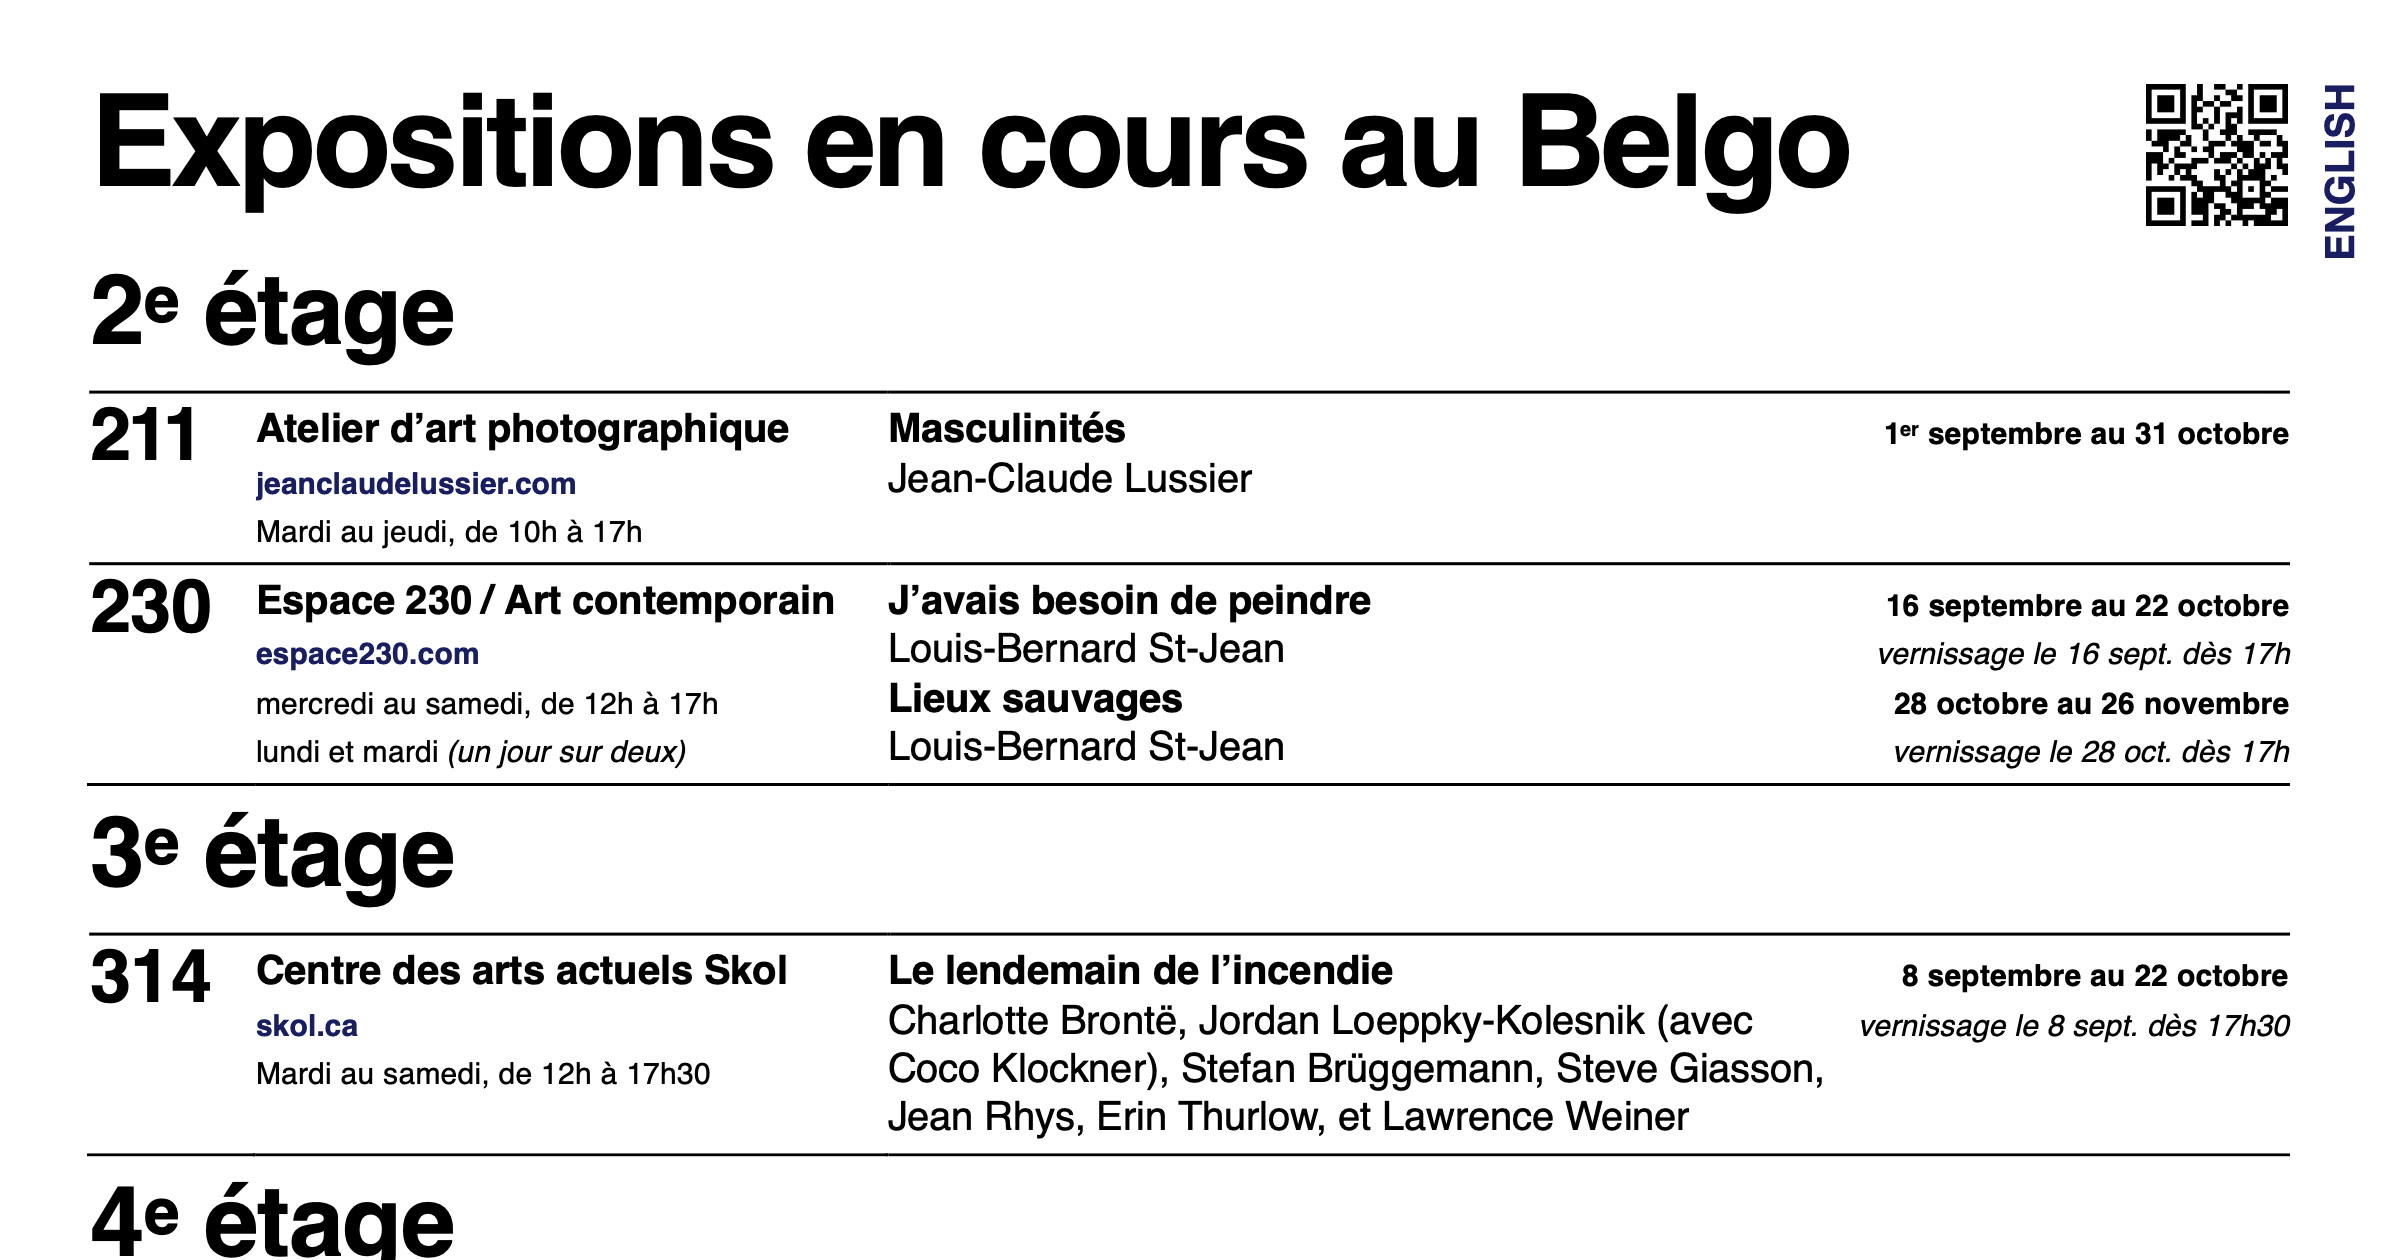 Expositions en cours au Belgo
ENGLISH
2e étage
211
Atelier d’art photographique
jeanclaudelussier.com
Mardi au jeudi, de 10h à 17h
Masculinités
Jean-Claude Lussier
1er septembre au 31 octobre
230
Espace 230 / Art contemporain
espace230.com
mercredi au samedi, de 12h à 17h
lundi et mardi (un jour sur deux)
J’avais besoin de peindre
Louis-Bernard St-Jean
Lieux sauvages
Louis-Bernard St-Jean
16 septembre au 22 octobre
vernissage le 16 sept. dès 17h
28 octobre au 26 novembre
vernissage le 28 oct. dès 17h
3e étage
314
Centre des arts actuels Skol
skol.ca
Mardi au samedi, de 12h à 17h30
Le lendemain de l’incendie
Charlotte Brontë, Jordan Loeppky-Kolesnik (avec
Coco Klockner), Stefan Brüggemann, Steve Giasson,
Jean Rhys, Erin Thurlow, et Lawrence Weiner
8 septembre au 22 octobre
vernissage le 8 sept. dès 17h30
4e étage